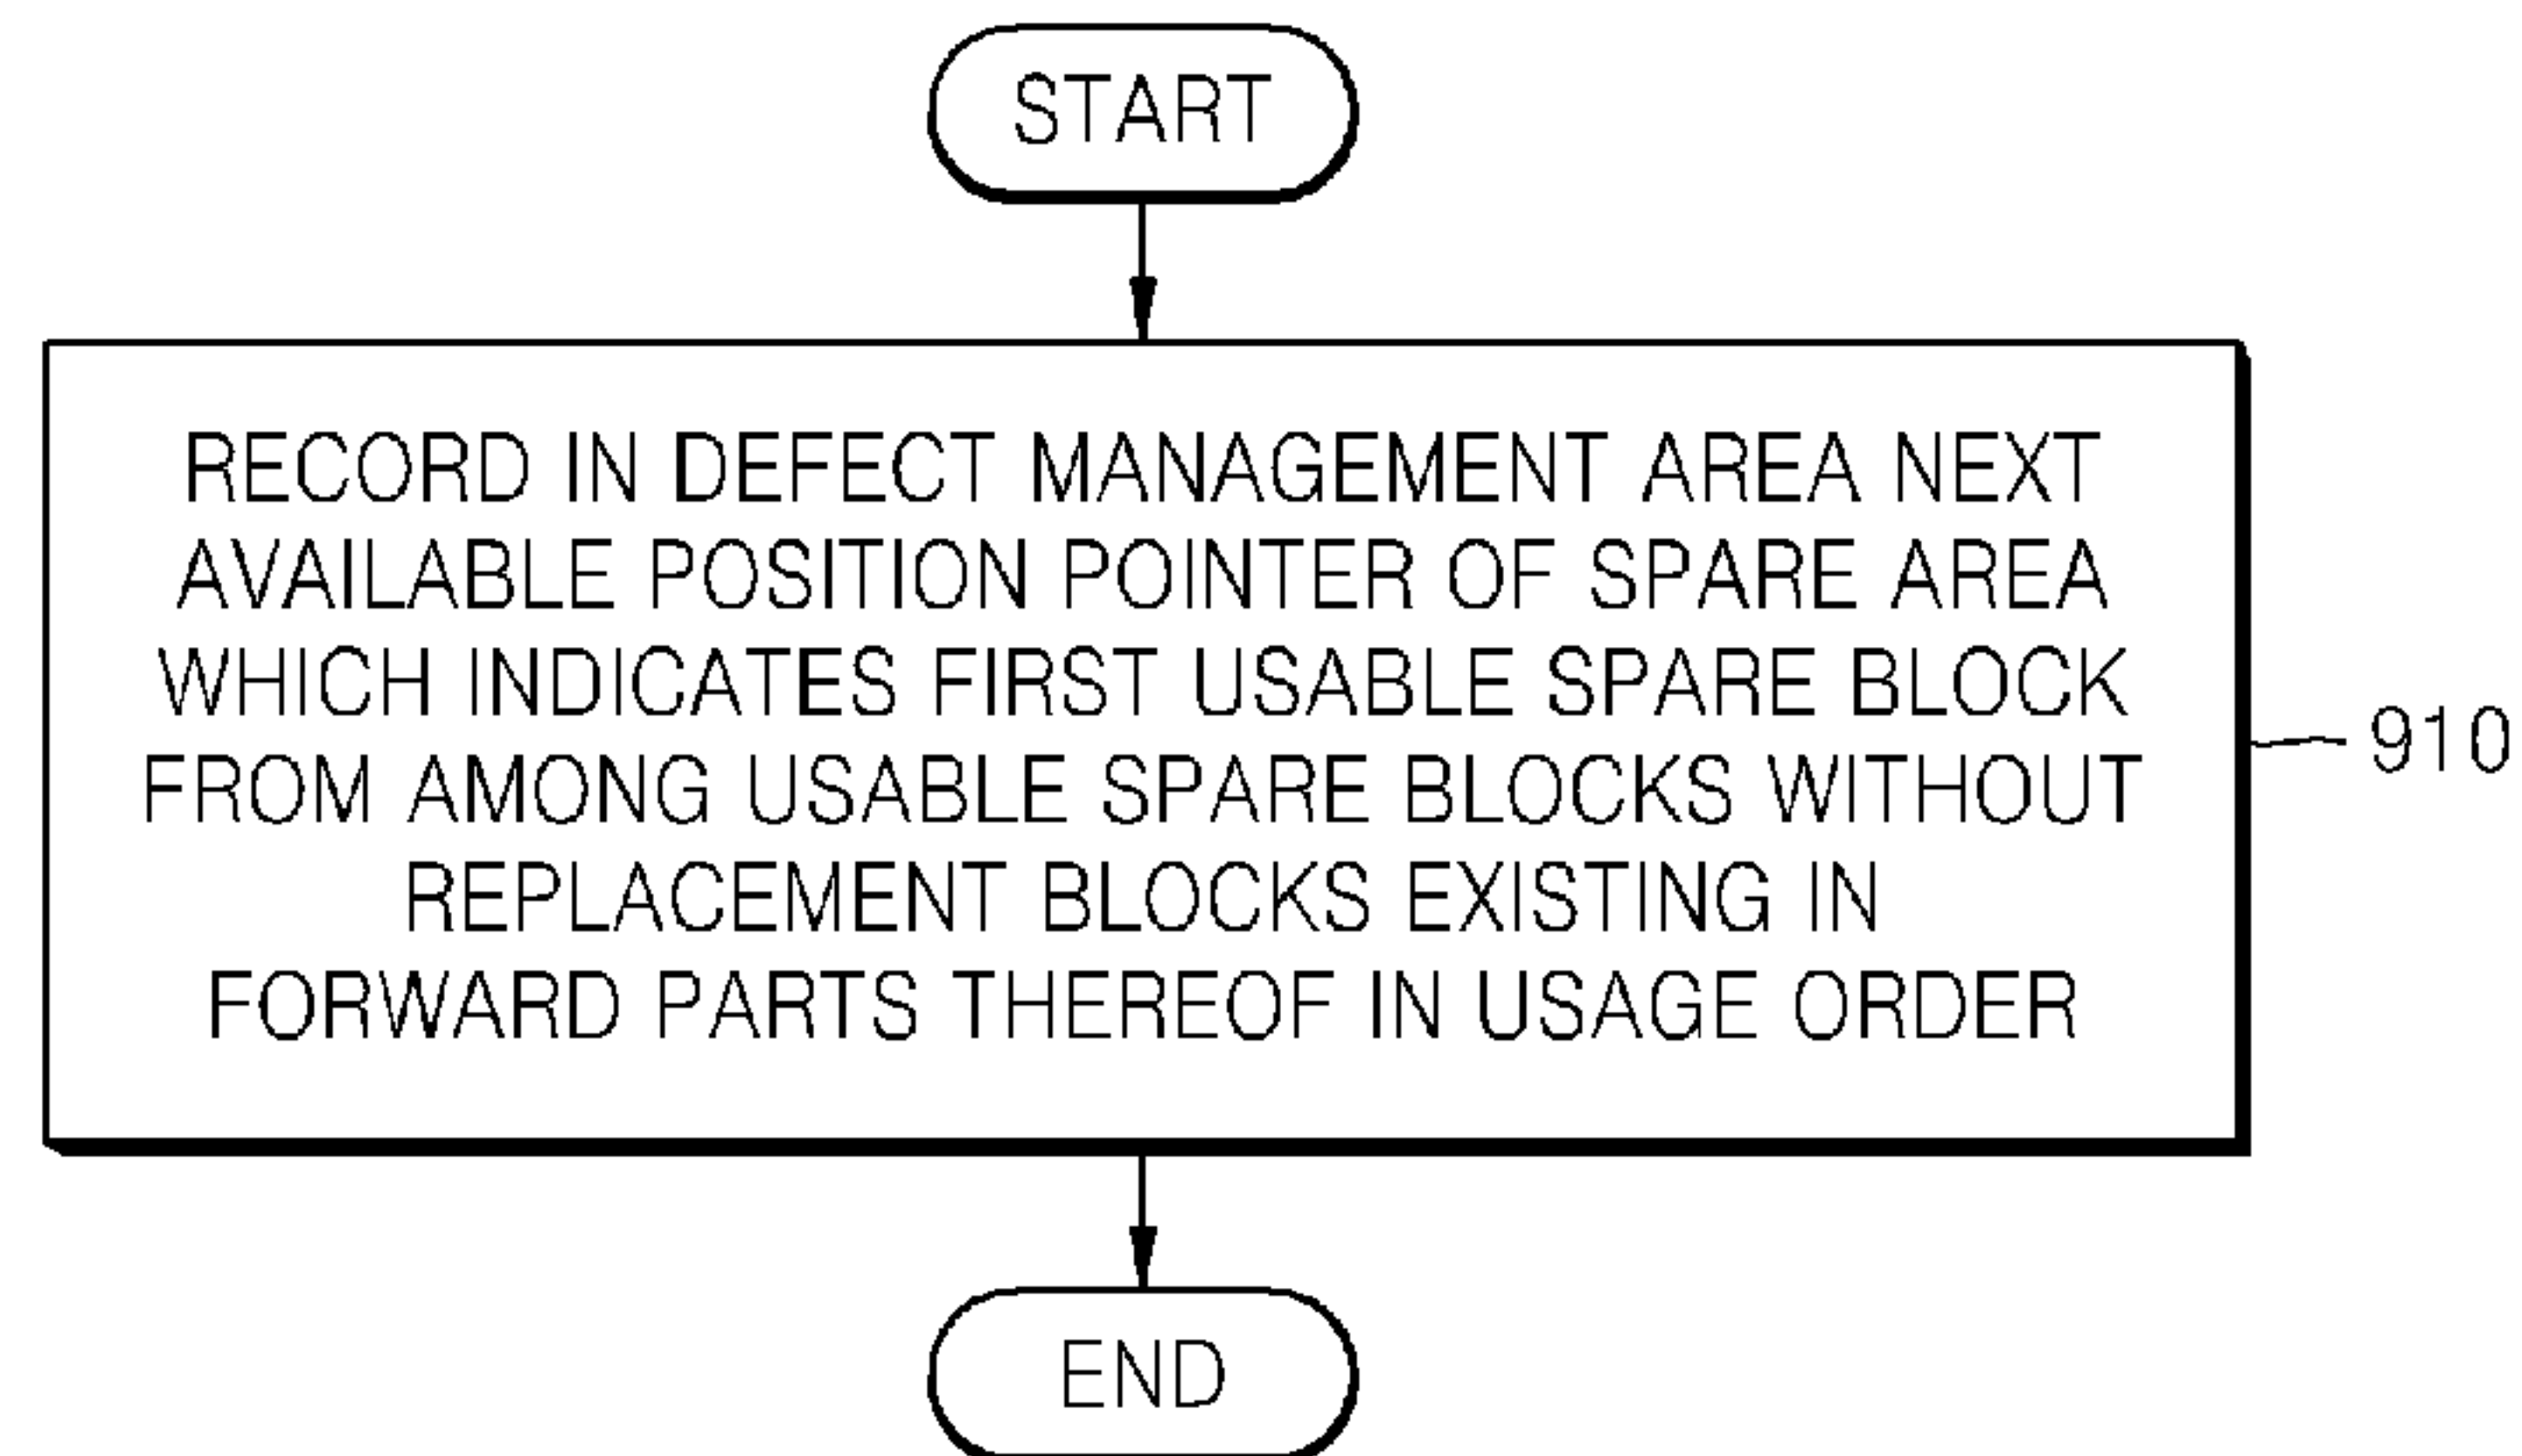 START
RECORD IN DEFECT MANAGEMENT AREA NEXT
AVAILABLE POSITION POINTER OF SPARE AREA
WHICH INDICATES FIRST USABLE SPARE BLOCK
FROM AMONG USABLE SPARE BLOCKS WITHOUT
REPLACEMENT BLOCKS EXISTING IN
FORWARD PARTS THEREOF IN USAGE ORDER
910
END